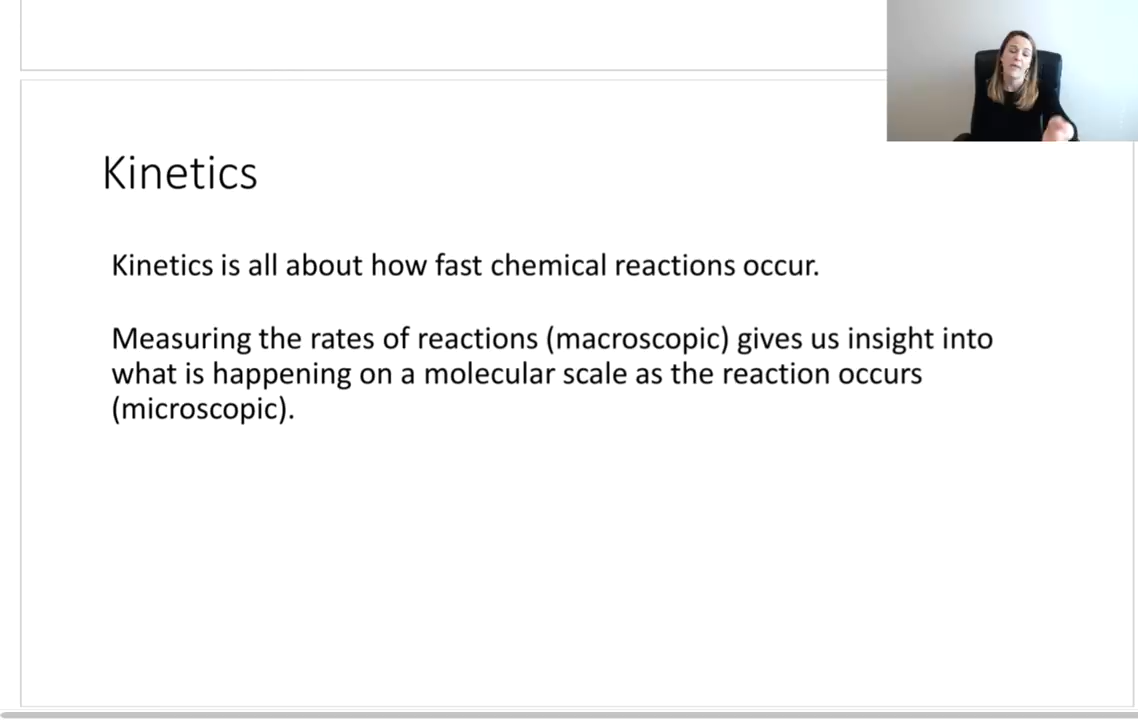 Kinetics
Kinetics is all about how fast chemical reactions occur.
Measuring the rates of reactions (macroscopic) gives us insight into
what is happening on a molecular scale as the reaction occurs
(microscopic).